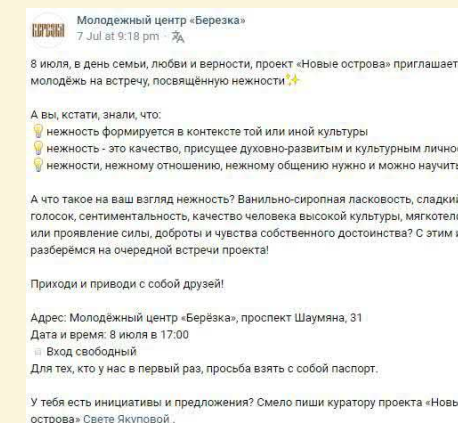 БЕРЕЗКА
Молодежный центр «Березка»
7 Jul at 9:18 pm
8 июля, в день семьи, любви и верности, проект «Новые острова» приглашает
молодёжь на встречу, посвящённую нежности✨
А вы, кстати, знали, что:
💡 нежность формируется в контексте той или иной культуры
💡 нежность - это качество, присущее духовно-развитым и культурным лично
💡 нежности, нежному отношению, нежному общению нужно и можно научить
А что такое на ваш взгляд нежность? Ванильно-сиропная ласковость, сладкий
голосок, сентиментальность, качество человека высокой культуры, мягкотело
или проявление силы, доброты и чувства собственного достоинства? С этим и
разберёмся на очередной встрече проекта!
Приходи и приводи с собой друзей!
Адрес: Молодёжный центр «Берёзка», проспект Шаумяна, 31
Дата и время: 8 июля в 17:00
Вход свободный
Для тех, кто у нас в первый раз, просьба взять с собой паспорт.
У тебя есть инициативы и предложения? Смело пиши куратору проекта «Новы
острова» Свете Якуповой .